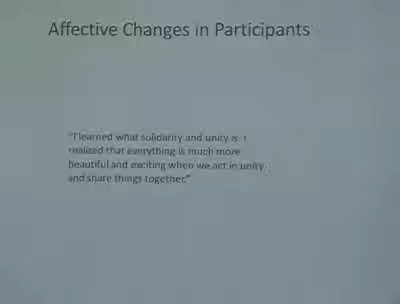 Affective Changes in Participants
"I learned what solidarity and unity is. I
realized that everything is much more
beautiful and exciting when we act in unity
and share things together."